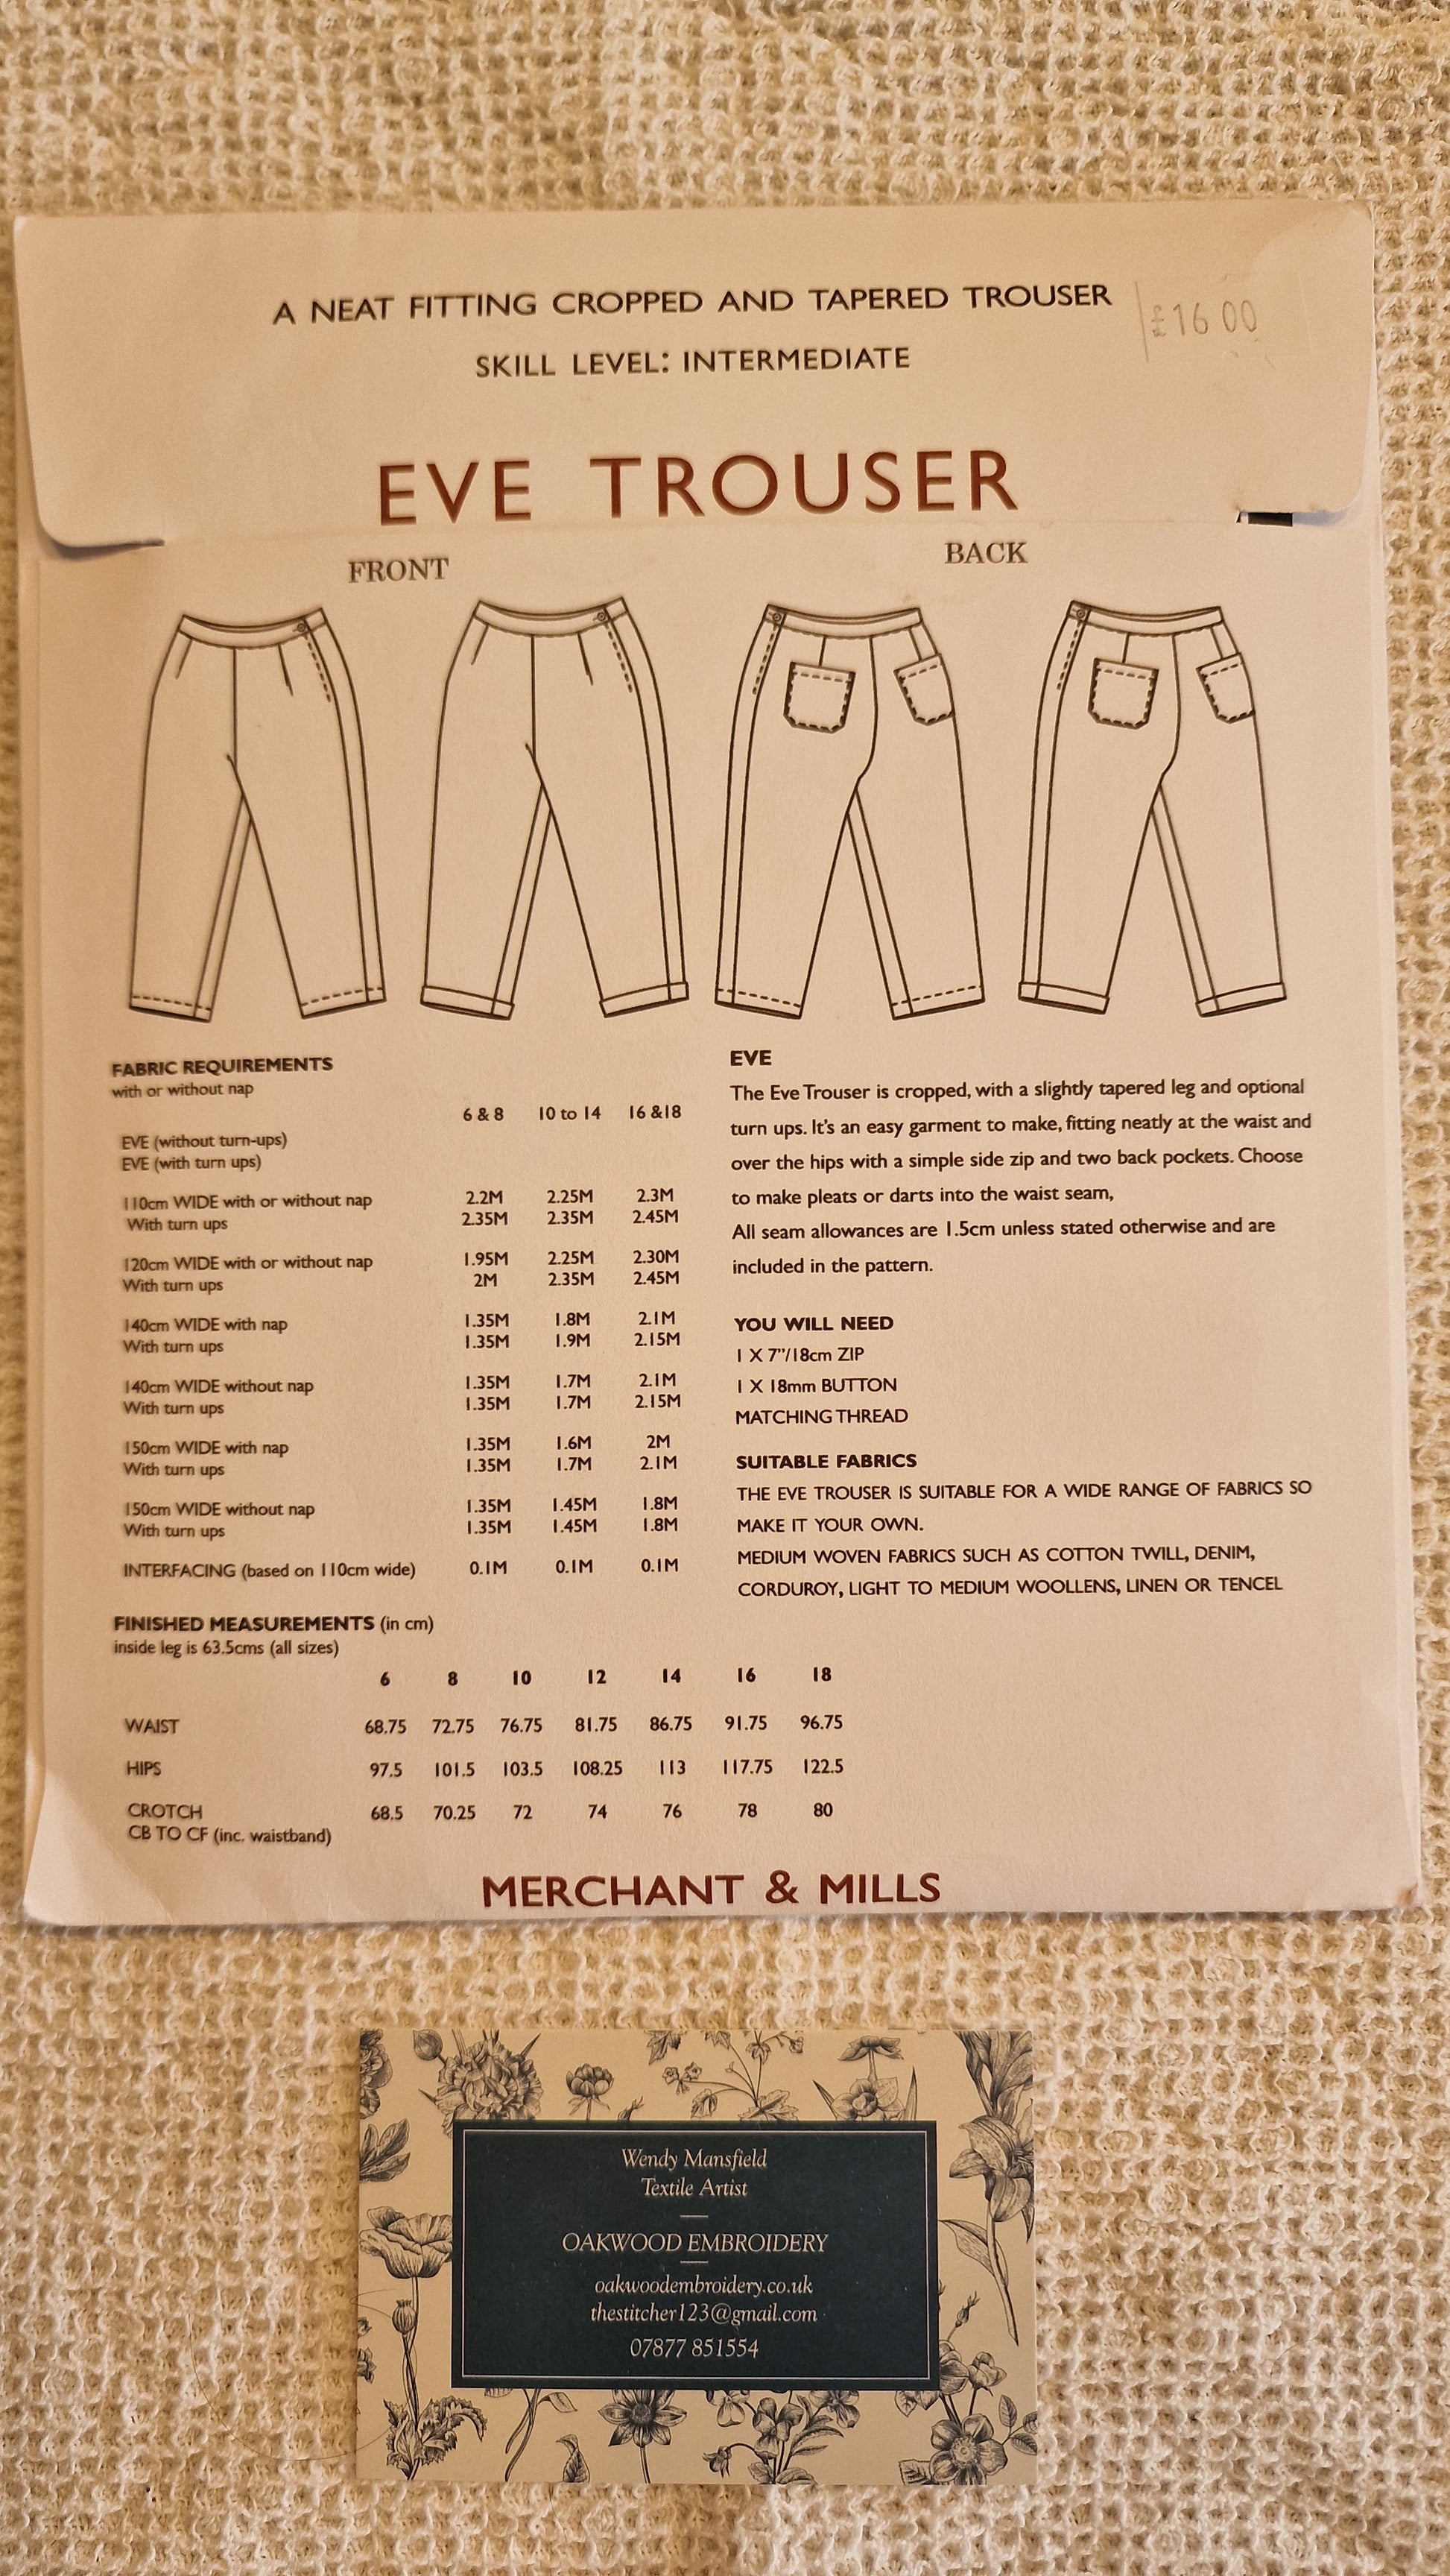 A NEAT FITTING CROPPED AND TAPERED TROUSER
£16 00
SKILL LEVEL: INTERMEDIATE
EVE TROUSER
FRONT
BACK
FABRIC REQUIREMENTS
with or without nap
6 & 8 10 to 14 16 &18
EVE (without turn-ups)
EVE (with turn ups)
110cm WIDE with or without nap 2.2M 2.25M 2.3M
With turn ups 2.35M 2.35M 2.45M
120cm WIDE with or without nap 1.95M 2.25M 2.30M
With turn ups 2M 2.35M 2.45M
140cm WIDE with nap 1.35M 1.8M 2.1M
With turn ups 1.35M 1.9M 2.15M
140cm WIDE without nap 1.35M 1.7M 2.1M
With turn ups 1.35M 1.7M 2.15M
150cm WIDE with nap 1.35M 1.6M 2M
With turn ups 1.35M 1.7M 2.1M
150cm WIDE without nap 1.35M 1.45M 1.8M
With turn ups 1.35M 1.45M 1.8M
INTERFACING (based on 110cm wide) 0.1M 0.1M 0.1M
EVE
The Eve Trouser is cropped, with a slightly tapered leg and optional
turn ups. It's an easy garment to make, fitting neatly at the waist and
over the hips with a simple side zip and two back pockets. Choose
to make pleats or darts into the waist seam,
All seam allowances are 1.5cm unless stated otherwise and are
included in the pattern.
YOU WILL NEED
1 X 7"/18cm ZIP
1 X 18mm BUTTON
MATCHING THREAD
SUITABLE FABRICS
THE EVE TROUSER IS SUITABLE FOR A WIDE RANGE OF FABRICS SO
MAKE IT YOUR OWN.
MEDIUM WOVEN FABRICS SUCH AS COTTON TWILL, DENIM,
CORDUROY, LIGHT TO MEDIUM WOOLLENS, LINEN OR TENCEL
FINISHED MEASUREMENTS (in cm)
inside leg is 63.5cms (all sizes)
6 8 10 12 14 16 18
WAIST 68.75 72.75 76.75 81.75 86.75 91.75 96.75
HIPS 97.5 101.5 103.5 108.25 113 117.75 122.5
CROTCH 68.5 70.25 72 74 76 78 80
CB TO CF (inc. waistband)
MERCHANT & MILLS
Wendy Mansfield
Textile Artist
OAKWOOD EMBROIDERY
oakwoodembroidery.co.uk
thestitcher123@gmail.com
07877 851554